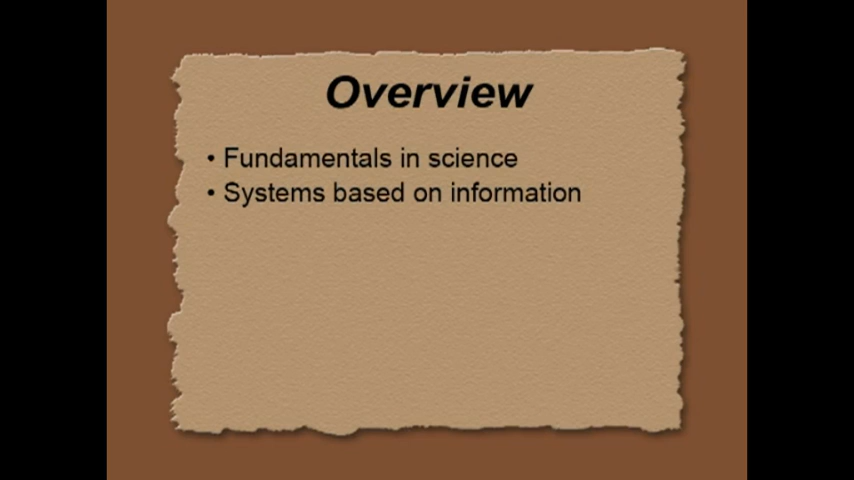 Overview
• Fundamentals in science
• Systems based on information